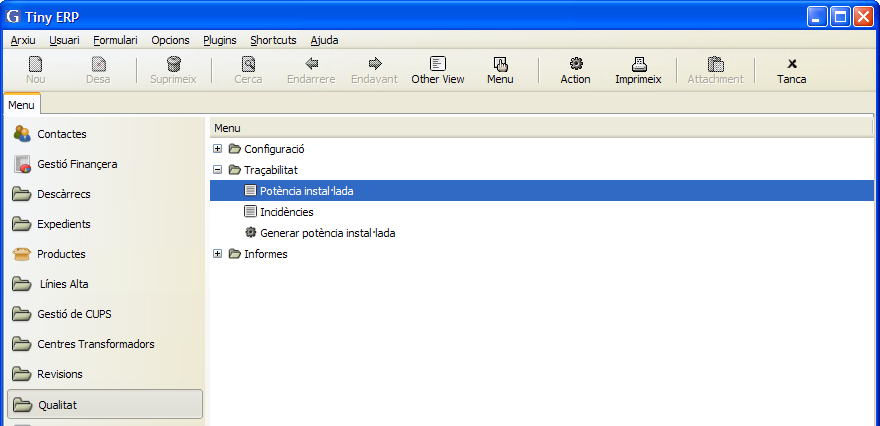 Tiny ERP
Arxiu Usuari Formulari Opcions Plugins Shortcuts Ajuda
Nou Desa Suprimeix Cerca Endarrere Endavant Other View Menu Action Imprimeix Attachment Tanca
Menu
Contactes
Gestió Finançera
Descàrrecs
Expedients
Productes
Línies Alta
Gestió de CUPS
Centres Transformadors
Revisions
Qualitat
Menu
Configuració
Traçabilitat
Potència instal·lada
Incidències
Generar potència instal·lada
Informes